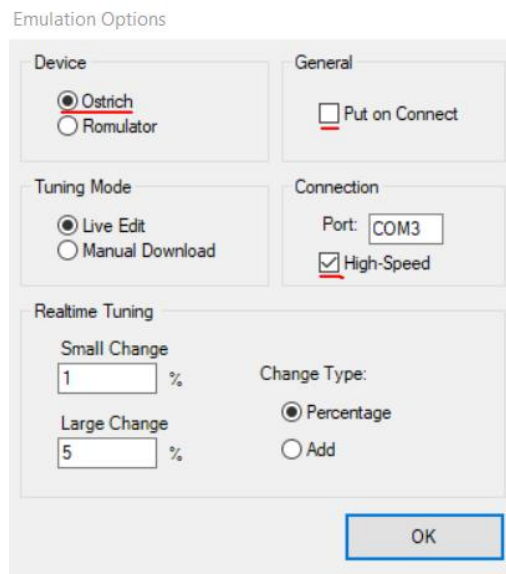 Emulation Options
Device
Ostrich
Romulator
General
Put on Connect
Tuning Mode
Live Edit
Manual Download
Connection
Port: COM3
High-Speed
Realtime Tuning
Small Change
1 %
Large Change
5 %
Change Type:
Percentage
Add
OK